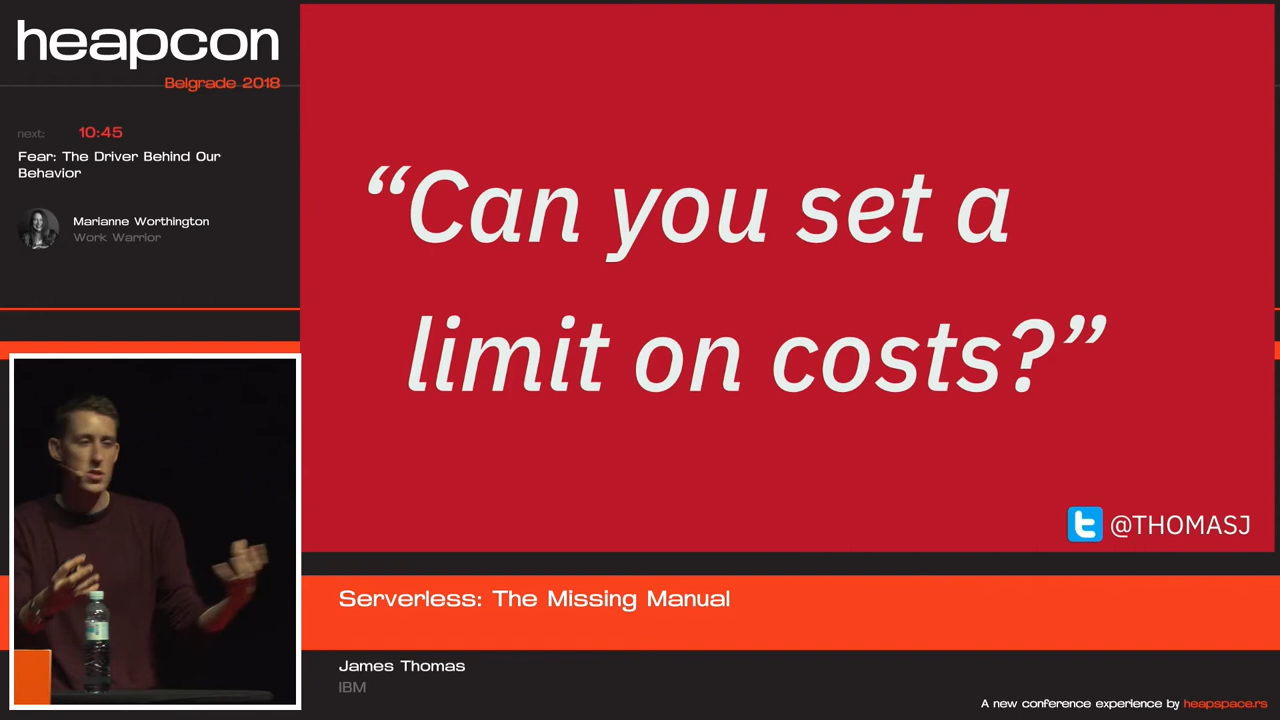 heapcon
Belgrade 2018
next: 10:45
Fear: The Driver Behind Our
Behavior
Marianne Worthington
Work Warrior
“Can you set a
limit on costs?”
@THOMASJ
Serverless: The Missing Manual
James Thomas
IBM
A new conference experience by heapspace.rs